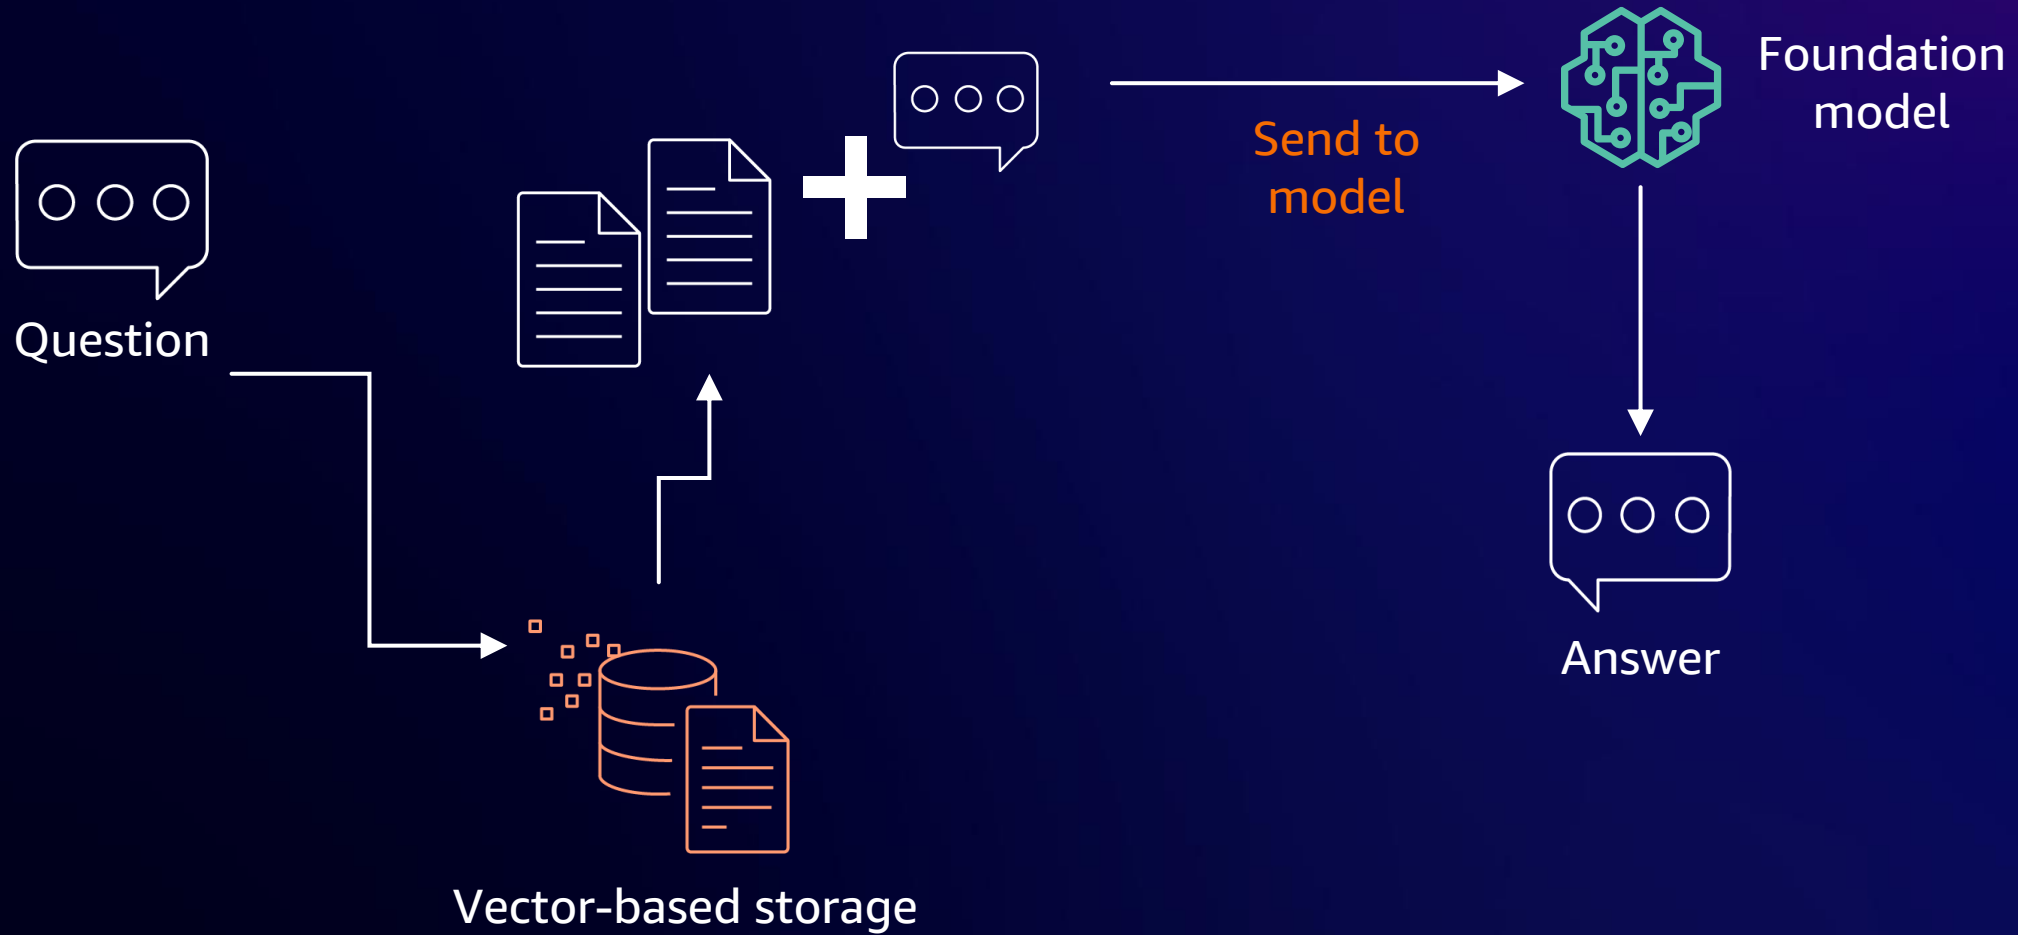 Question
Send to
model
Foundation
model
Answer
Vector-based storage